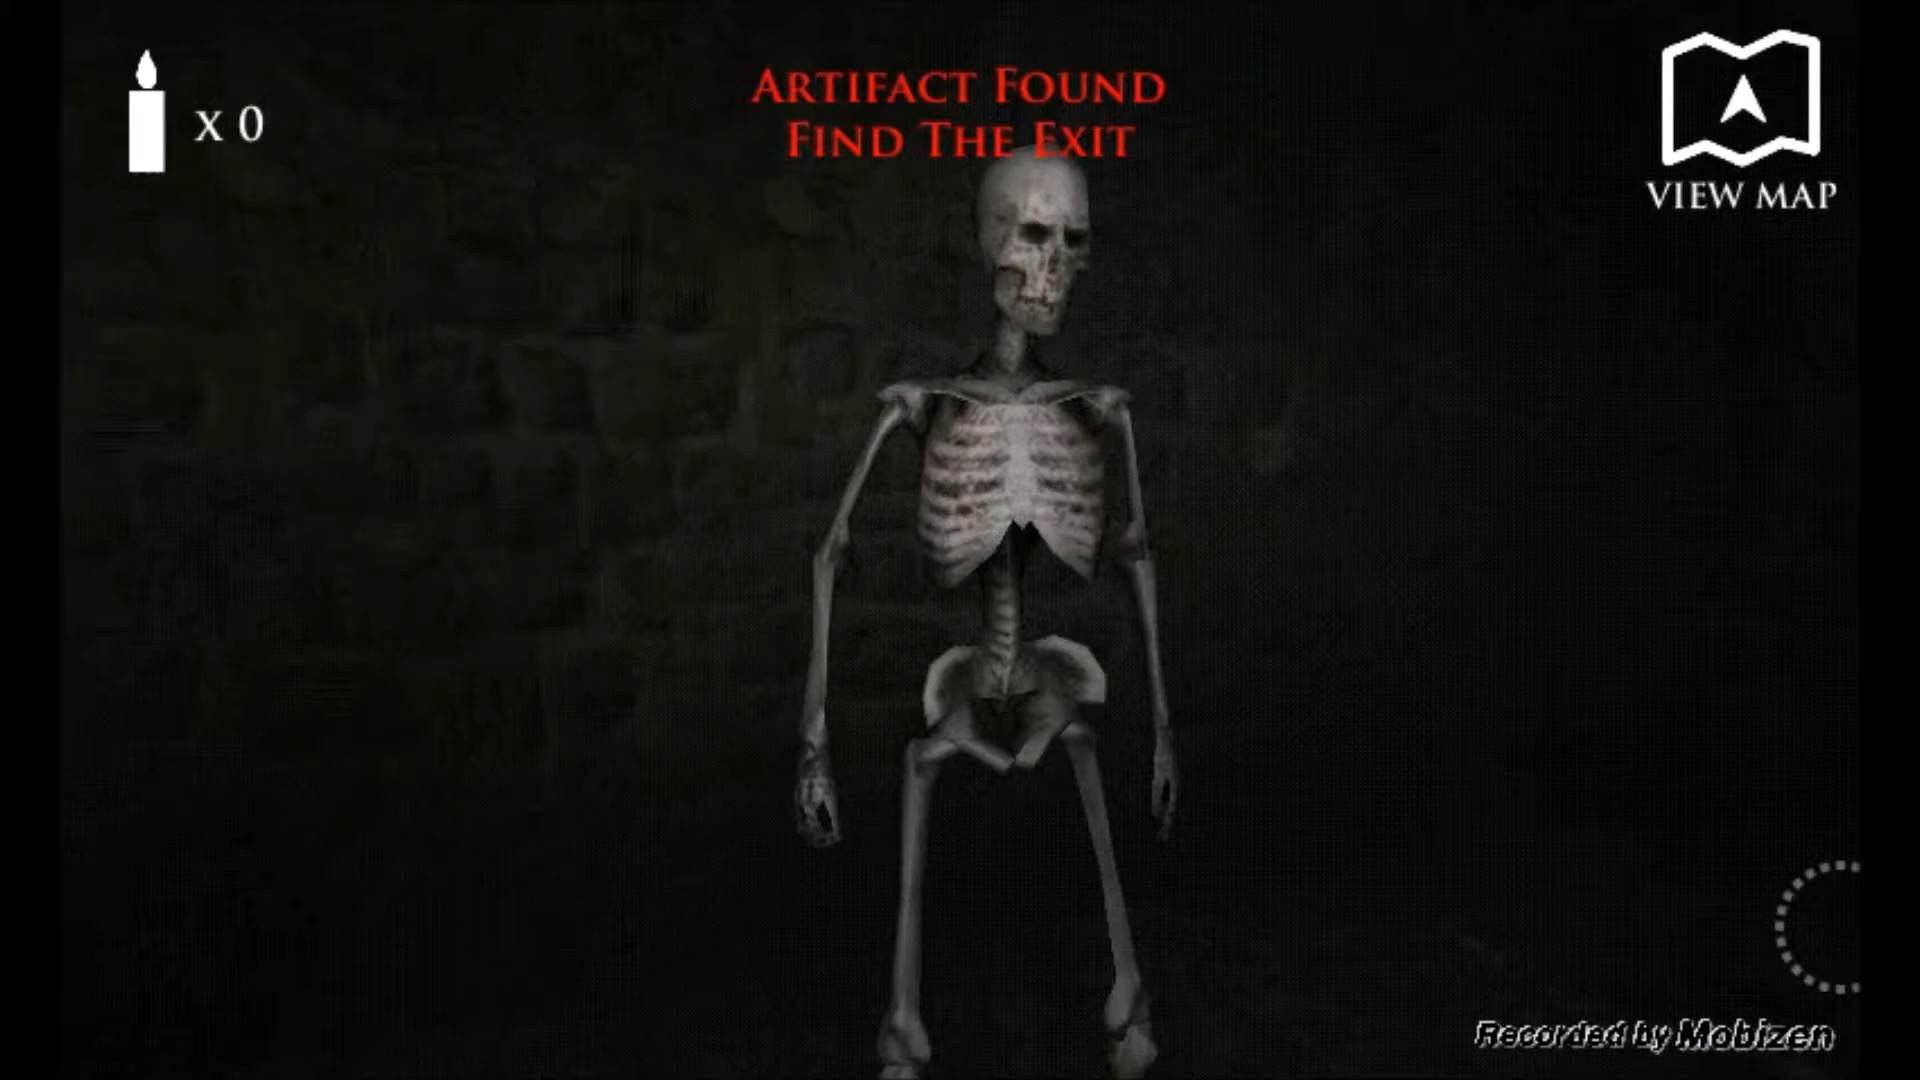 x 0
ARTIFACT FOUND
FIND THE EXIT
VIEW MAP
Recorded by Mobizen